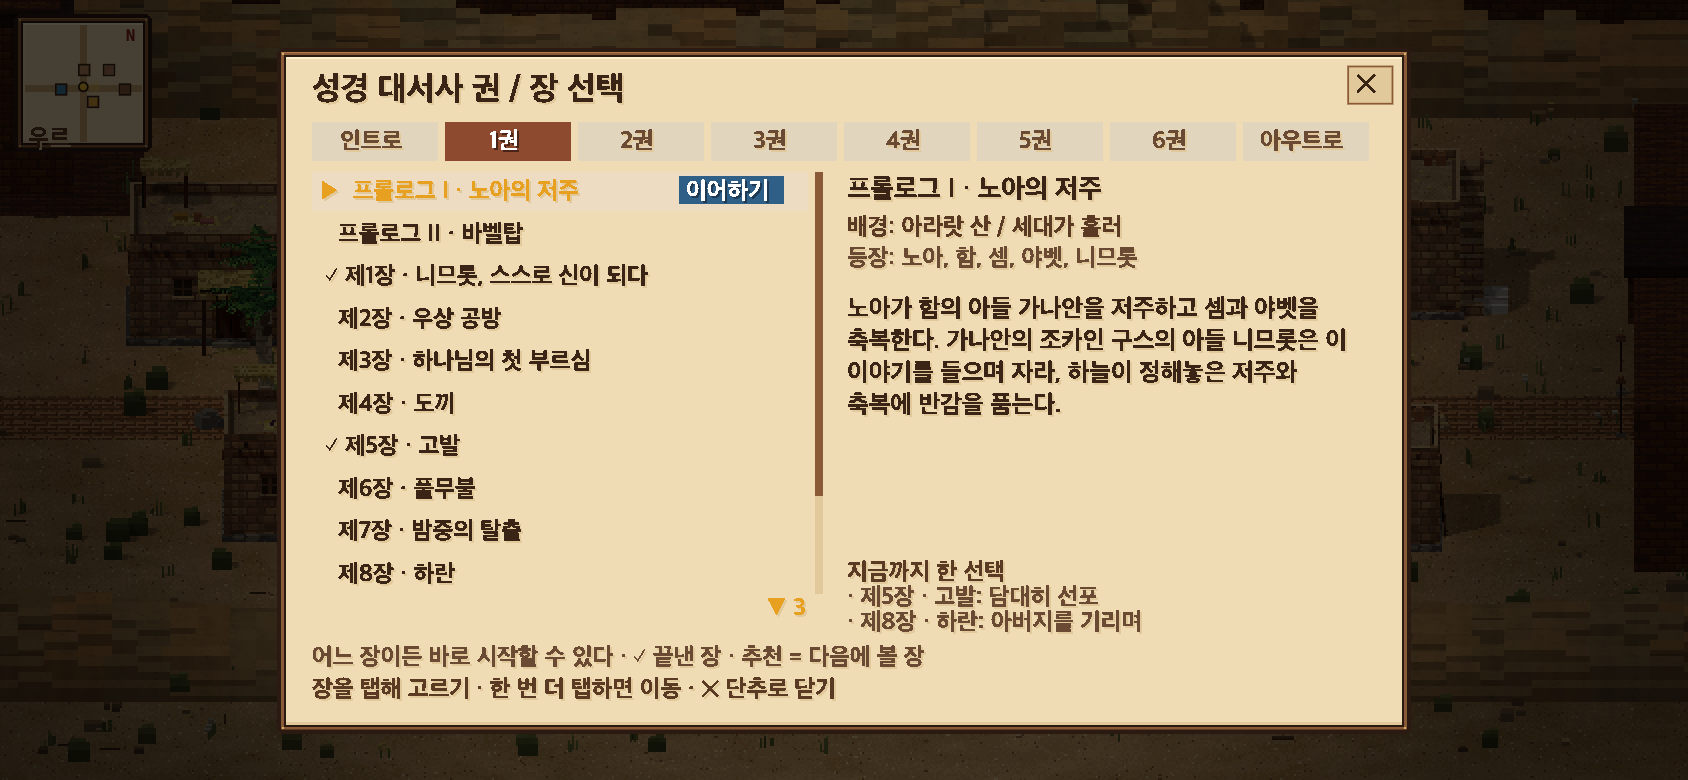 N
우르
성경 대서사 권 / 장 선택
인트로
1권
2권
3권
4권
5권
6권
아우트로
▶ 프롤로그 I · 노아의 저주 이어하기
프롤로그 II · 바벨탑
✓ 제1장 · 니므롯, 스스로 신이 되다
제2장 · 우상 공방
제3장 · 하나님의 첫 부르심
제4장 · 도끼
✓ 제5장 · 고발
제6장 · 풀무불
제7장 · 밤중의 탈출
제8장 · 하란
▼ 3
프롤로그 I · 노아의 저주
배경: 아라랏 산 / 세대가 흘러
등장: 노아, 함, 셈, 야벳, 니므롯
노아가 함의 아들 가나안을 저주하고 셈과 야벳을
축복한다. 가나안의 조카인 구스의 아들 니므롯은 이
이야기를 들으며 자라, 하늘이 정해놓은 저주와
축복에 반감을 품는다.
지금까지 한 선택
· 제5장 · 고발: 담대히 선포
· 제8장 · 하란: 아버지를 기리며
어느 장이든 바로 시작할 수 있다 · ✓ 끝낸 장 · 추천 = 다음에 볼 장
장을 탭해 고르기 · 한 번 더 탭하면 이동 · ✕ 단추로 닫기